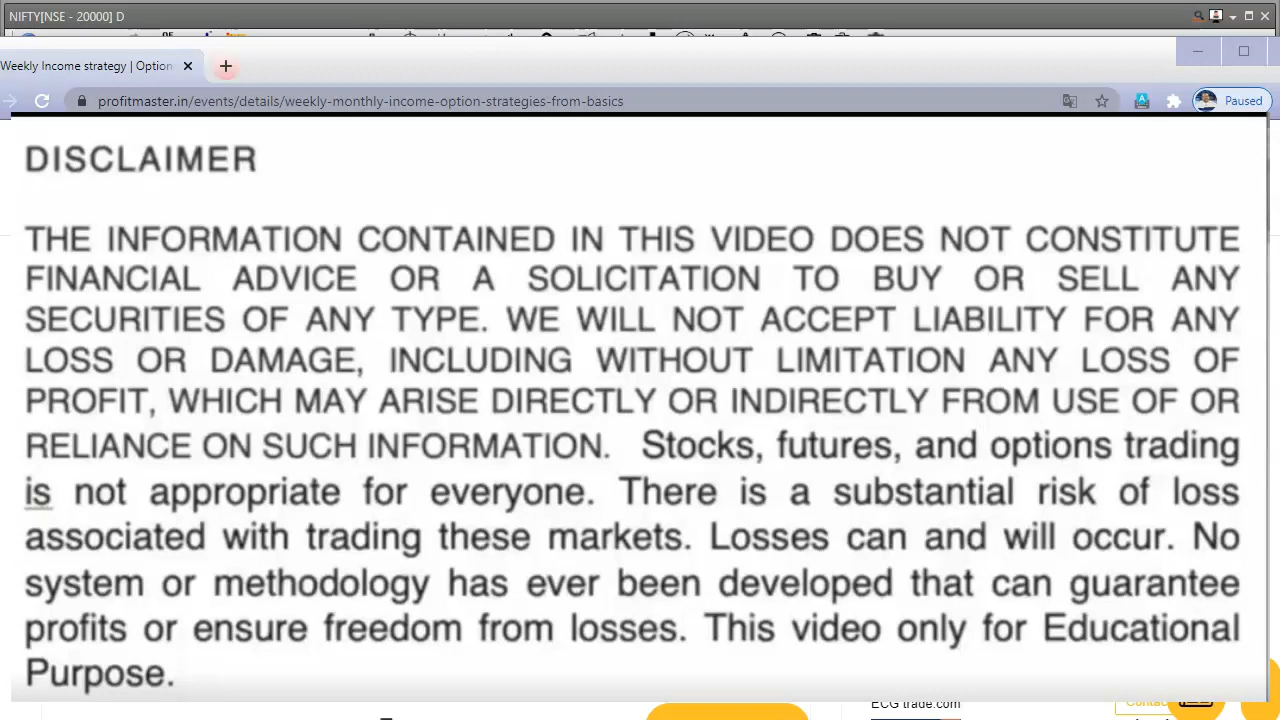 NIFTY[NSE - 20000] D
Weekly Income strategy | Option
profitmaster.in/events/details/weekly-monthly-income-option-strategies-from-basics
Paused
DISCLAIMER
THE INFORMATION CONTAINED IN THIS VIDEO DOES NOT CONSTITUTE
FINANCIAL ADVICE OR A SOLICITATION TO BUY OR SELL ANY
SECURITIES OF ANY TYPE. WE WILL NOT ACCEPT LIABILITY FOR ANY
LOSS OR DAMAGE, INCLUDING WITHOUT LIMITATION ANY LOSS OF
PROFIT, WHICH MAY ARISE DIRECTLY OR INDIRECTLY FROM USE OF OR
RELIANCE ON SUCH INFORMATION. Stocks, futures, and options trading
is not appropriate for everyone. There is a substantial risk of loss
associated with trading these markets. Losses can and will occur. No
system or methodology has ever been developed that can guarantee
profits or ensure freedom from losses. This video only for Educational
Purpose.
ECG trade.com